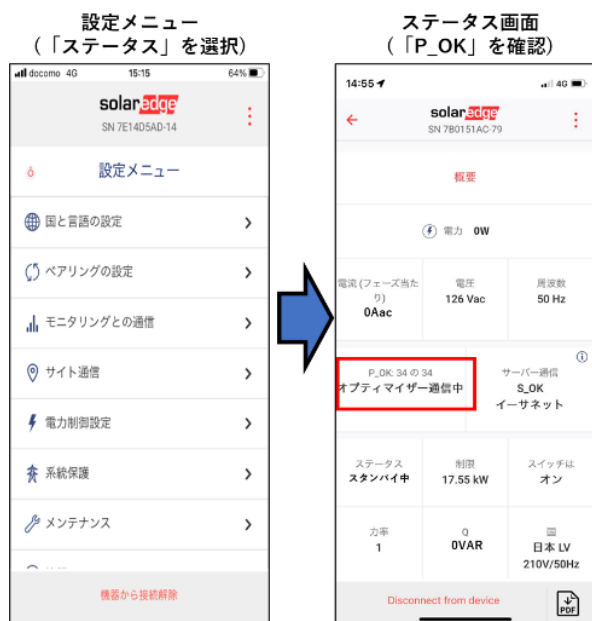 設定メニュー
（「ステータス」を選択）
docomo 4G 15:15 64%
solaredge
SN 7E14D5AD-14
設定メニュー
国と言語の設定
ペアリングの設定
モニタリングとの通信
サイト通信
電力制御設定
系統保護
メンテナンス
機器から接続解除
ステータス画面
（「P_OK」を確認）
14:55 4G
solaredge
SN 7B0151AC-79
概要
電力 0W
電流 (フェーズ当た
り)
0Aac
電圧
126 Vac
周波数
50 Hz
P_OK: 34 の 34
オプティマイザー通信中
サーバー通信
S_OK
イーサネット
ステータス
スタンバイ中
制限
17.55 kW
スイッチは
オン
力率
1
Q
0VAR
国
日本 LV
210V/50Hz
Disconnect from device
PDF